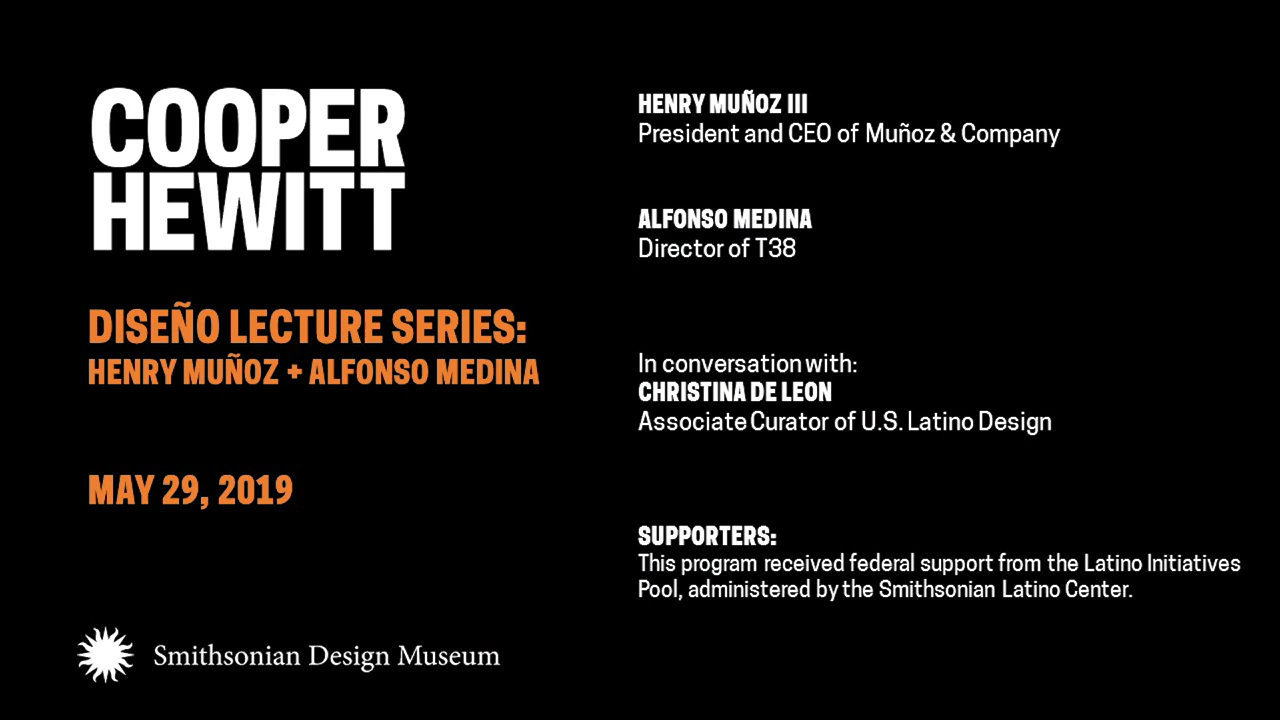 COOPER
HEWITT
DISEÑO LECTURE SERIES:
HENRY MUÑOZ + ALFONSO MEDINA
MAY 29, 2019
Smithsonian Design Museum
HENRY MUÑOZ III
President and CEO of Muñoz & Company
ALFONSO MEDINA
Director of T38
In conversation with:
CHRISTINA DE LEON
Associate Curator of U.S. Latino Design
SUPPORTERS:
This program received federal support from the Latino Initiatives
Pool, administered by the Smithsonian Latino Center.